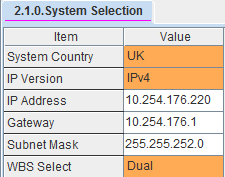 2.1.0.System Selection
Item Value
System Country UK
IP Version IPv4
IP Address 10.254.176.220
Gateway 10.254.176.1
Subnet Mask 255.255.252.0
WBS Select Dual